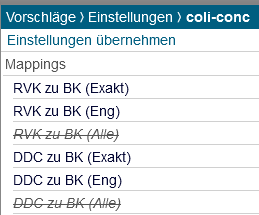 Vorschläge ⟩ Einstellungen ⟩ coli-conc
Einstellungen übernehmen
Mappings
RVK zu BK (Exakt)
RVK zu BK (Eng)
RVK zu BK (Alle)
DDC zu BK (Exakt)
DDC zu BK (Eng)
DDC zu BK (Alle)